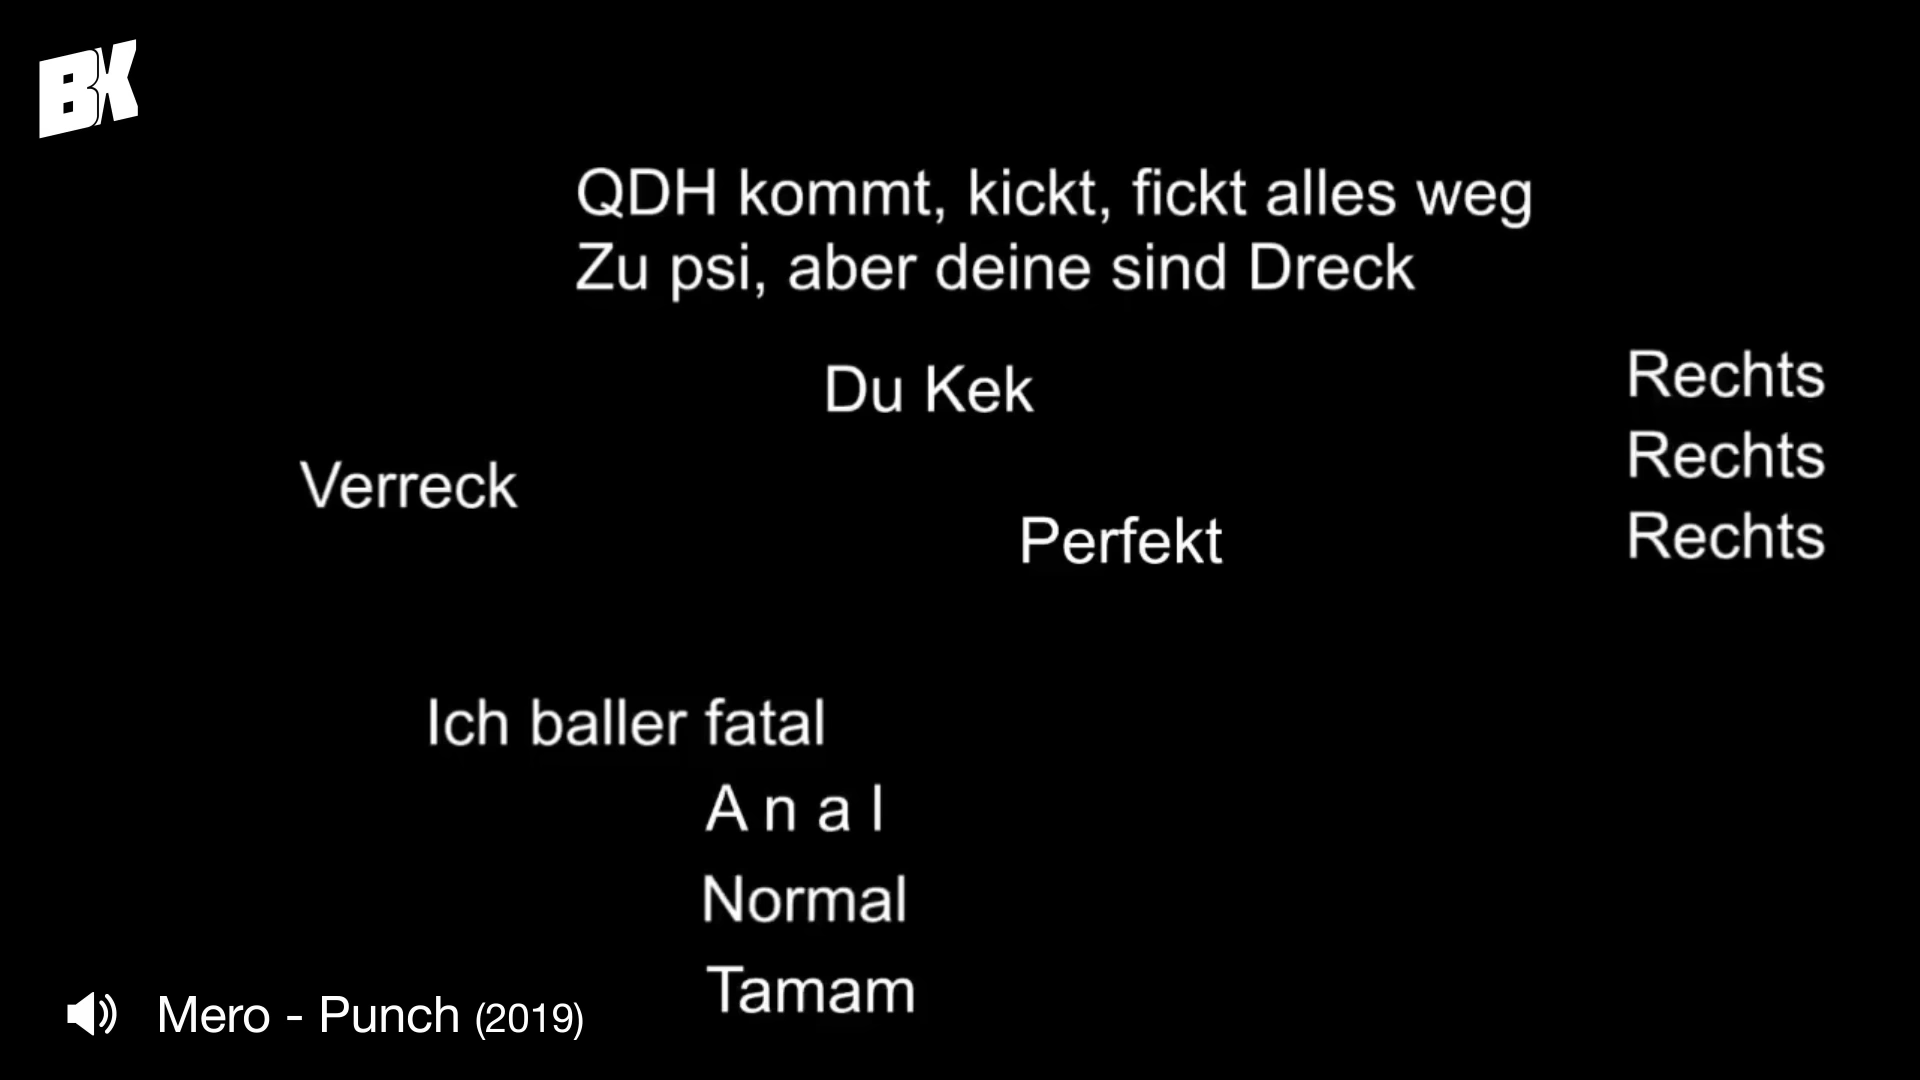 BK
QDH kommt, kickt, fickt alles weg
Zu psi, aber deine sind Dreck
Du Kek
Verreck
Perfekt
Rechts
Rechts
Rechts
Ich baller fatal
A n a l
Normal
Tamam
Mero - Punch (2019)